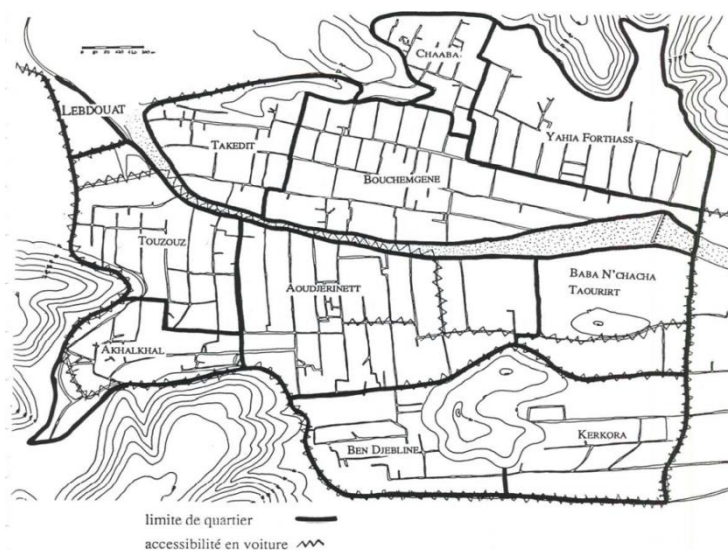 CHAABA
LEBDOUAT
YAHIA FORTHASS
TAKEDIT
BOUCHEMGENE
TOUZOUZ
AOUDJERINETT
BABA N'CHACHA
TAOURIRT
AKHALKHAL
BEN DJEBLINE
KERKORA
limite de quartier
accessibilité en voiture